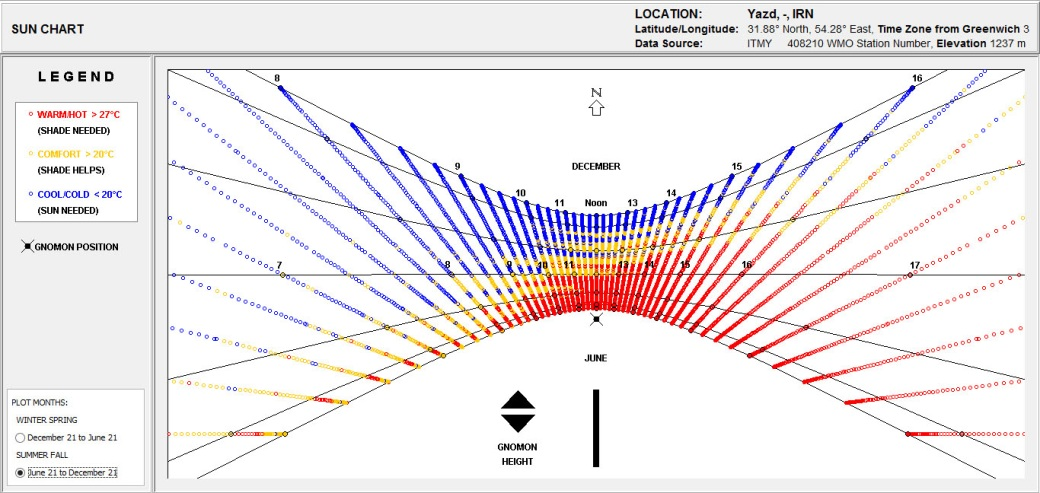 SUN CHART
LOCATION: Yazd, -, IRN
Latitude/Longitude: 31.88° North, 54.28° East, Time Zone from Greenwich 3
Data Source: ITMY 408210 WMO Station Number, Elevation 1237 m
LEGEND
WARM/HOT > 27°C
(SHADE NEEDED)
COMFORT > 20°C
(SHADE HELPS)
COOL/COLD < 20°C
(SUN NEEDED)
GNOMON POSITION
PLOT MONTHS:
WINTER SPRING
December 21 to June 21
SUMMER FALL
June 21 to December 21
N
8 16
DECEMBER
9 15
10 14
11 Noon 13
7 8 9 10 11 13 14 15 16 17
JUNE
GNOMON
HEIGHT